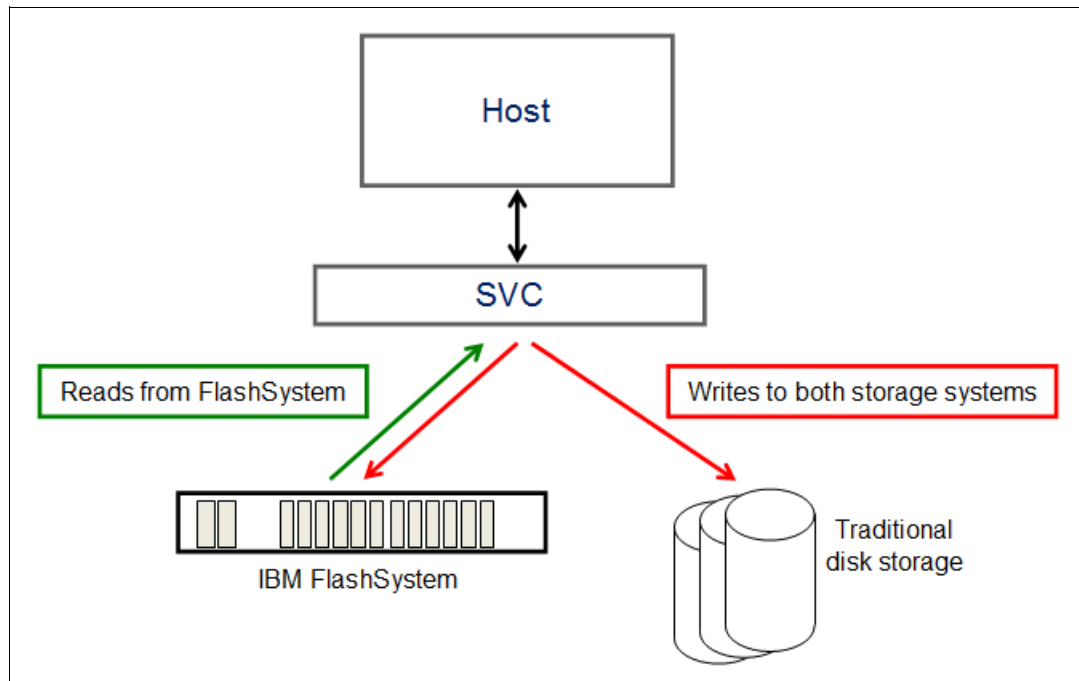 Host
SVC
Reads from FlashSystem
Writes to both storage systems
IBM FlashSystem
Traditional
disk storage